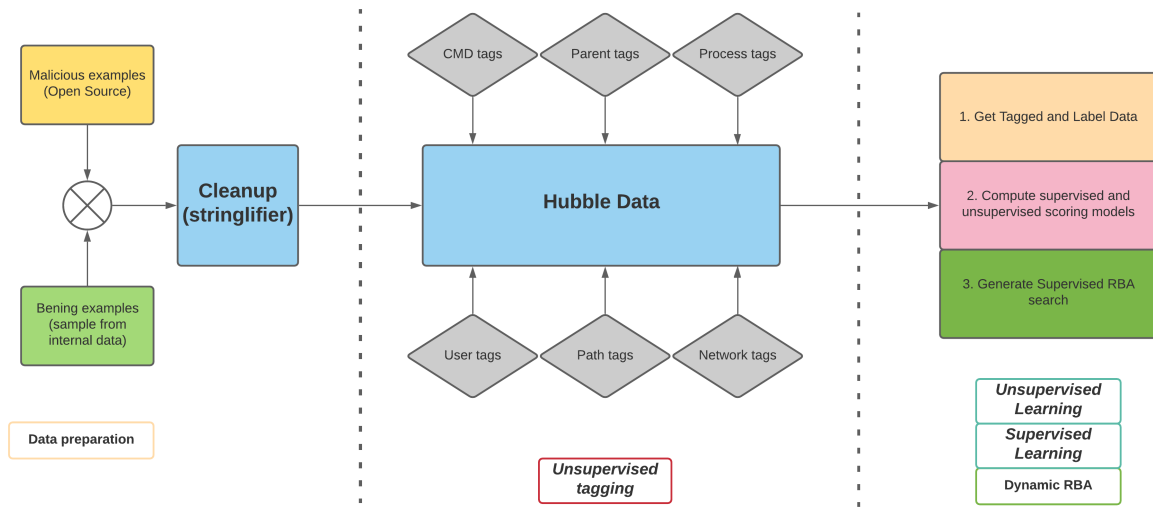 Malicious examples
(Open Source)
Bening examples
(sample from
internal data)
Data preparation
Cleanup
(stringlifier)
CMD tags
Parent tags
Process tags
Hubble Data
User tags
Path tags
Network tags
Unsupervised
tagging
1. Get Tagged and Label Data
2. Compute supervised and
unsupervised scoring models
3. Generate Supervised RBA
search
Unsupervised
Learning
Supervised
Learning
Dynamic RBA